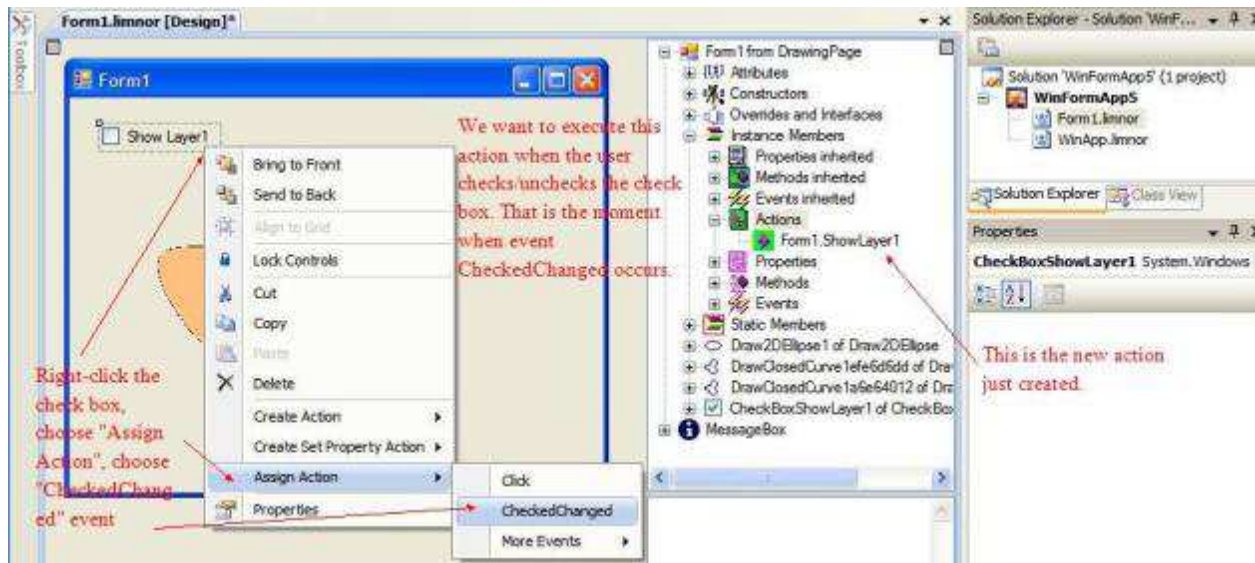 Form1.limnor [Design]*
Toolbox
Form1
Show Layer1
Bring to Front
Send to Back
Align to Grid
Lock Controls
Cut
Copy
Paste
Delete
Create Action
Create Set Property Action
Assign Action
Properties
Click
CheckedChanged
More Events
We want to execute this
action when the user
checks/unchecks the check
box. That is the moment
when event
CheckedChanged occurs.
Right-click the
check box,
choose "Assign
Action", choose
"CheckedChang
ed" event
Form1 from DrawingPage
Attributes
Constructors
Overrides and Interfaces
Instance Members
Properties inherited
Methods inherited
Events inherited
Actions
Form1.ShowLayer1
Properties
Methods
Events
Static Members
Draw2DEllipse1 of Draw2DEllipse
DrawClosedCurve1efe6d6dd of Dra
DrawClosedCurve1a6e64012 of Dra
CheckBoxShowLayer1 of CheckBox
MessageBox
This is the new action
just created.
Solution Explorer - Solution 'WinF...
Solution 'WinFormApp5' (1 project)
WinFormApp5
Form1.limnor
WinApp.limnor
Solution Explorer Class View
Properties
CheckBoxShowLayer1 System.Windows